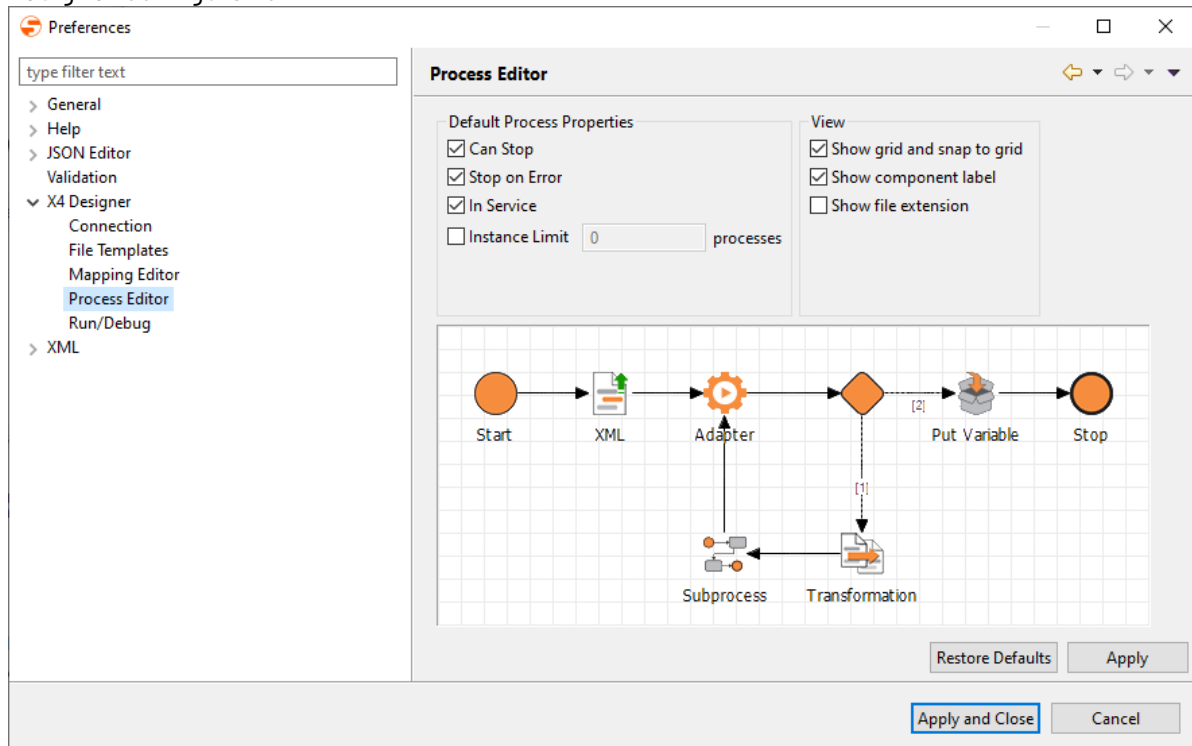 Preferences
type filter text
General
Help
JSON Editor
Validation
X4 Designer
Connection
File Templates
Mapping Editor
Process Editor
Run/Debug
XML
Process Editor
Default Process Properties
Can Stop
Stop on Error
In Service
Instance Limit 0 processes
View
Show grid and snap to grid
Show component label
Show file extension
[2]
Start XML Adapter Put Variable Stop
[1]
Subprocess Transformation
Restore Defaults Apply
Apply and Close Cancel